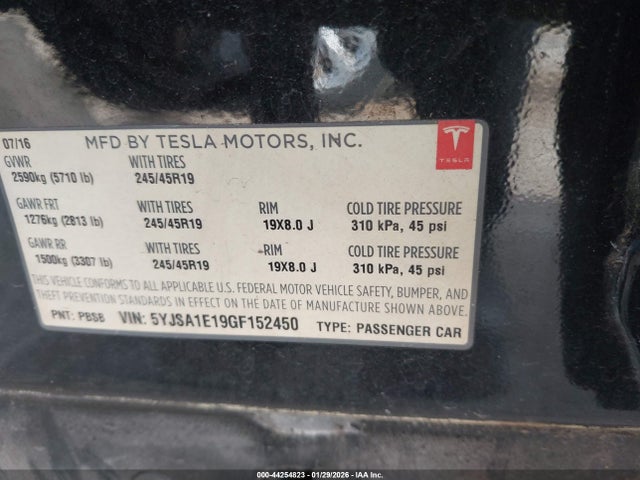 07/16 MFD BY TESLA MOTORS, INC.
TESLA
GVWR WITH TIRES
2590kg (5710 lb) 245/45R19
GAWR FRT WITH TIRES RIM COLD TIRE PRESSURE
1276kg (2813 lb) 245/45R19 19X8.0 J 310 kPa, 45 psi
GAWR RR WITH TIRES RIM COLD TIRE PRESSURE
1500kg (3307 lb) 245/45R19 19X8.0 J 310 kPa, 45 psi
THIS VEHICLE CONFORMS TO ALL APPLICABLE U.S. FEDERAL MOTOR VEHICLE SAFETY, BUMPER, AND
THEFT PREVENTION STANDARDS IN EFFECT ON THE DATE OF MANUFACTURE SHOWN ABOVE.
PNT: PBSB VIN: 5YJSA1E19GF152450 TYPE: PASSENGER CAR
000-44254823 - 01/29/2026 - IAA Inc.